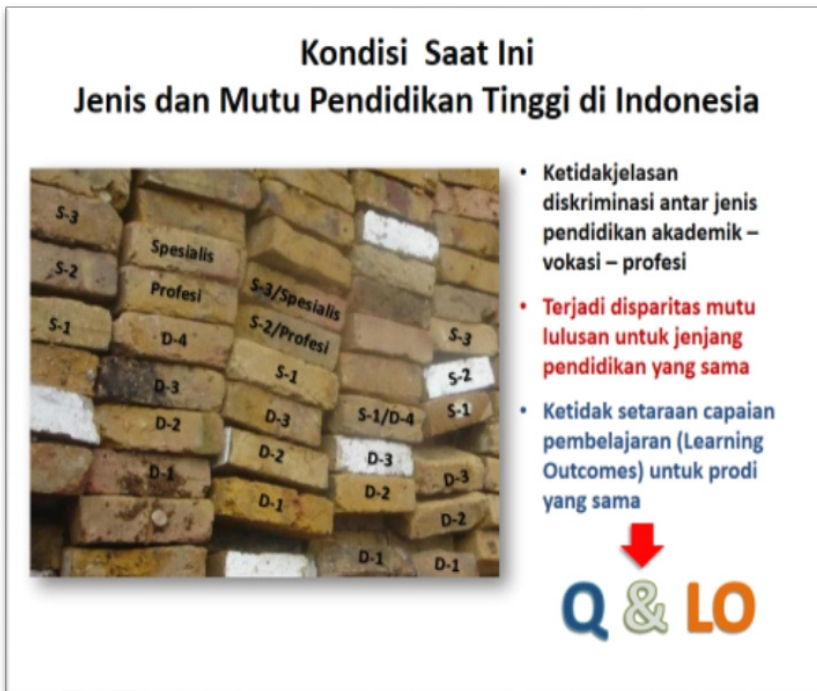 Kondisi Saat Ini
Jenis dan Mutu Pendidikan Tinggi di Indonesia
S-3
S-2
S-1
Spesialis
Profesi
D-4
D-3
D-2
D-1
S-3/Spesialis
S-2/Profesi
S-1
D-3
D-2
D-1
S-1/D-4
D-3
D-2
D-1
S-3
S-2
S-1
D-3
D-2
D-1
• Ketidakjelasan
diskriminasi antar jenis
pendidikan akademik –
vokasi – profesi
• Terjadi disparitas mutu
lulusan untuk jenjang
pendidikan yang sama
• Ketidak setaraan capaian
pembelajaran (Learning
Outcomes) untuk prodi
yang sama
Q & LO